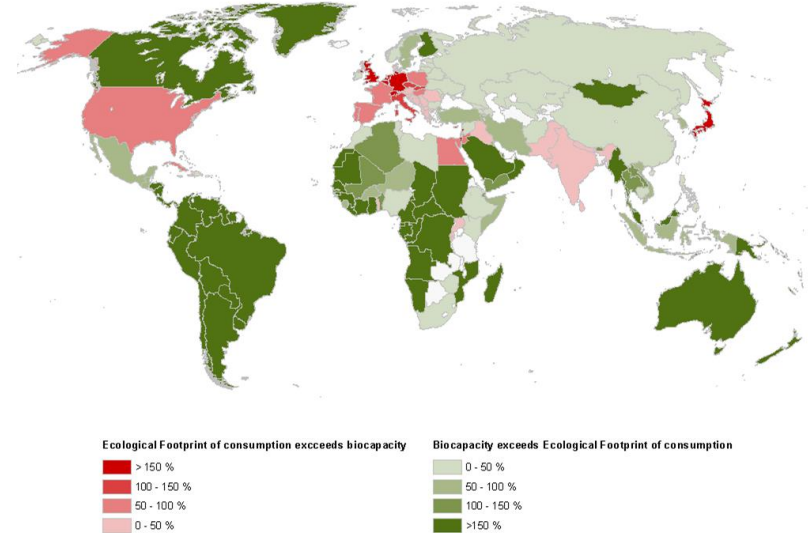 Ecological Footprint of consumption excceeds biocapacity
> 150 %
100 - 150 %
50 - 100 %
0 - 50 %
Biocapacity exceeds Ecological Footprint of consumption
0 - 50 %
50 - 100 %
100 - 150 %
>150 %